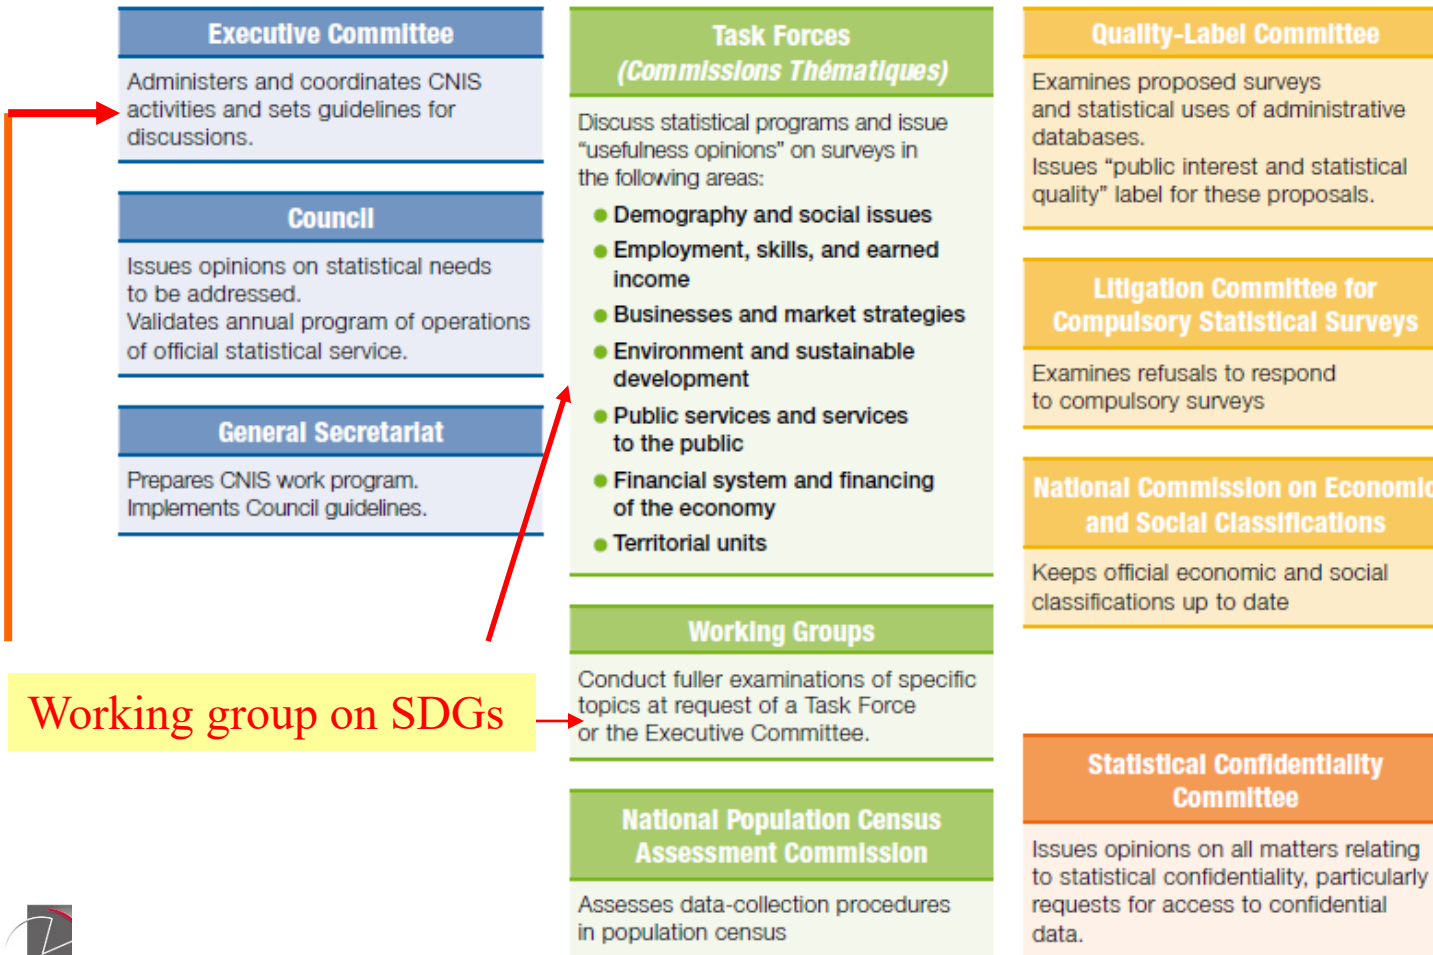 Executive Committee
Administers and coordinates CNIS
activities and sets guidelines for
discussions.
Council
Issues opinions on statistical needs
to be addressed.
Validates annual program of operations
of official statistical service.
General Secretariat
Prepares CNIS work program.
Implements Council guidelines.
Working group on SDGs
Task Forces
(Commissions Thématiques)
Discuss statistical programs and issue
“usefulness opinions” on surveys in
the following areas:
● Demography and social issues
● Employment, skills, and earned
income
● Businesses and market strategies
● Environment and sustainable
development
● Public services and services
to the public
● Financial system and financing
of the economy
● Territorial units
Working Groups
Conduct fuller examinations of specific
topics at request of a Task Force
or the Executive Committee.
National Population Census
Assessment Commission
Assesses data-collection procedures
in population census
Quality-Label Committee
Examines proposed surveys
and statistical uses of administrative
databases.
Issues “public interest and statistical
quality” label for these proposals.
Litigation Committee for
Compulsory Statistical Surveys
Examines refusals to respond
to compulsory surveys
National Commission on Economic
and Social Classifications
Keeps official economic and social
classifications up to date
Statistical Confidentiality
Committee
Issues opinions on all matters relating
to statistical confidentiality, particularly
requests for access to confidential
data.